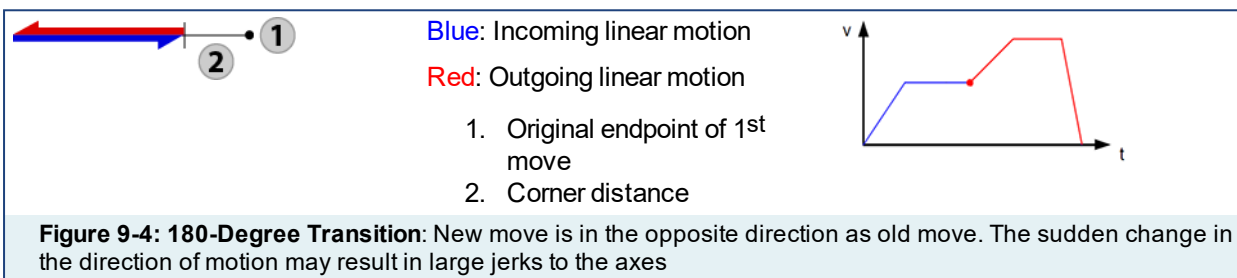 1
2
Blue: Incoming linear motion
Red: Outgoing linear motion
1. Original endpoint of 1st
move
2. Corner distance
v
t
Figure 9-4: 180-Degree Transition: New move is in the opposite direction as old move. The sudden change in
the direction of motion may result in large jerks to the axes